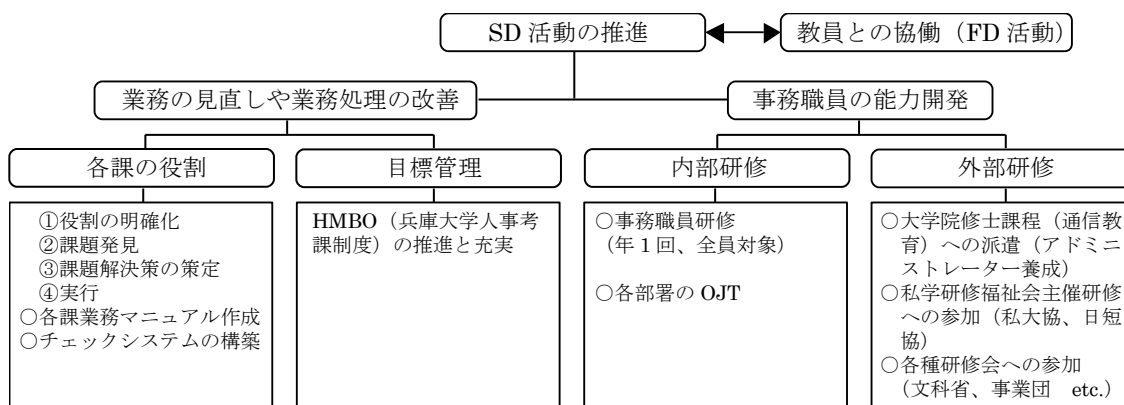 SD 活動の推進
教員との協働（FD 活動）
業務の見直しや業務処理の改善
事務職員の能力開発
各課の役割
目標管理
内部研修
外部研修
①役割の明確化
②課題発見
③課題解決策の策定
④実行
○各課業務マニュアル作成
○チェックシステムの構築
HMBO（兵庫大学人事考
課制度）の推進と充実
○事務職員研修
（年 1 回、全員対象）
○各部署の OJT
○大学院修士課程（通信教
育）への派遣（アドミニ
ストレーター養成）
○私学研修福祉会主催研修
への参加（私大協、日短
協）
○各種研修会への参加
（文科省、事業団　etc.）